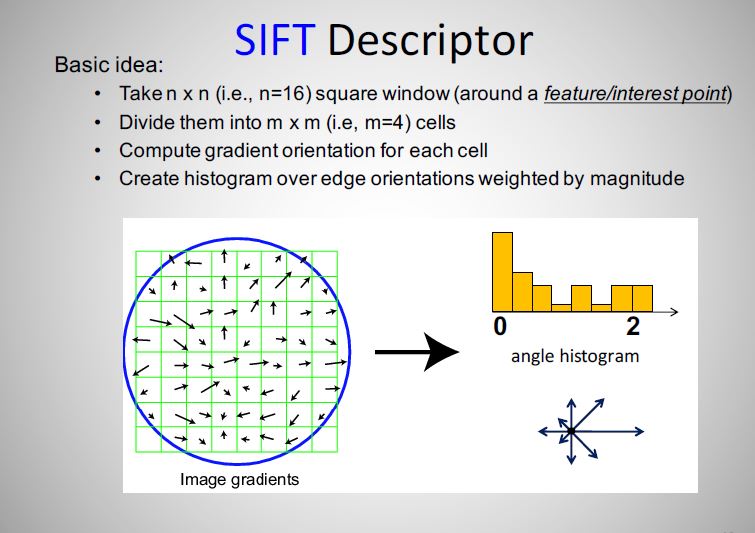 SIFT Descriptor
Basic idea:
• Take n x n (i.e., n=16) square window (around a feature/interest point)
• Divide them into m x m (i.e, m=4) cells
• Compute gradient orientation for each cell
• Create histogram over edge orientations weighted by magnitude
0 2
angle histogram
Image gradients